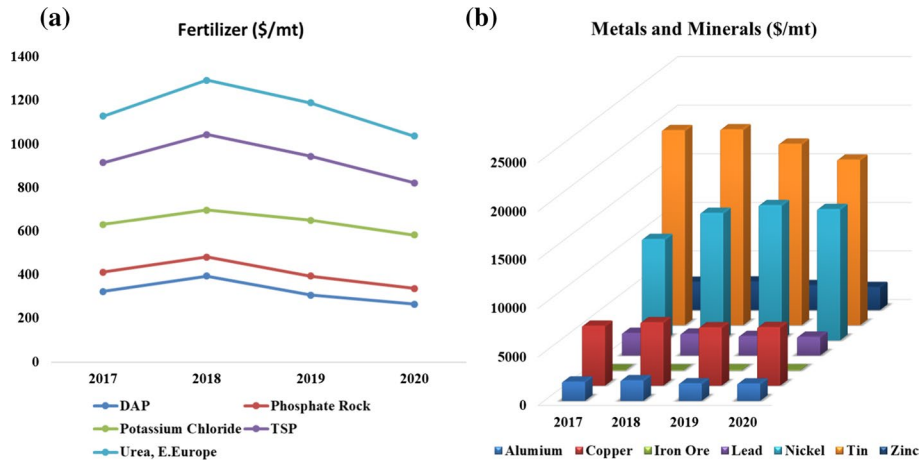 (a)
Fertilizer ($/mt)
1400
1200
1000
800
600
400
200
0
2017 2018 2019 2020
DAP Phosphate Rock
Potassium Chloride TSP
Urea, E.Europe
(b)
Metals and Minerals ($/mt)
25000
20000
15000
10000
5000
0
2017 2018 2019 2020
Alumium Copper Iron Ore Lead Nickel Tin Zinc